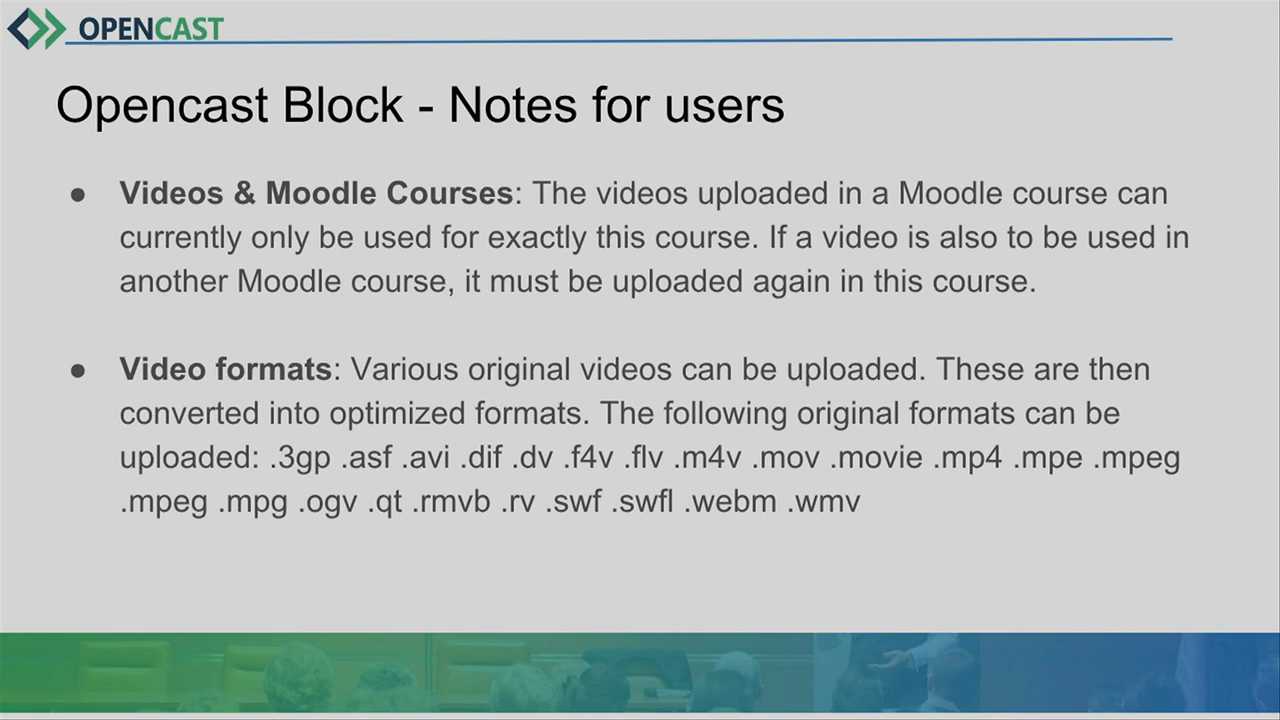 OPENCAST
Opencast Block - Notes for users
● Videos & Moodle Courses: The videos uploaded in a Moodle course can
currently only be used for exactly this course. If a video is also to be used in
another Moodle course, it must be uploaded again in this course.
● Video formats: Various original videos can be uploaded. These are then
converted into optimized formats. The following original formats can be
uploaded: .3gp .asf .avi .dif .dv .f4v .flv .m4v .mov .movie .mp4 .mpe .mpeg
.mpeg .mpg .ogv .qt .rmvb .rv .swf .swfl .webm .wmv